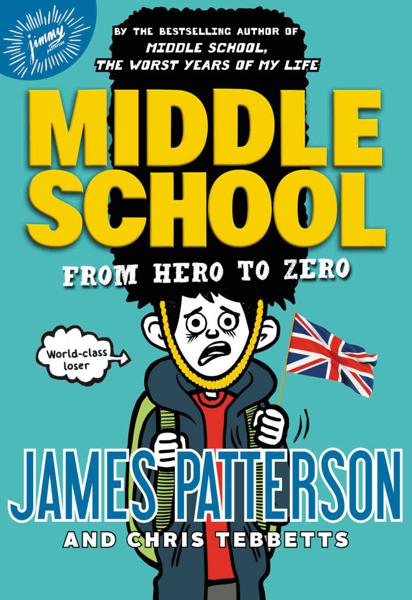 jimmy
BY THE BESTSELLING AUTHOR OF
MIDDLE SCHOOL,
THE WORST YEARS OF MY LIFE
MIDDLE
SCHOOL
FROM HERO TO ZERO
World-class
loser
JAMES PATTERSON
AND CHRIS TEBBETTS